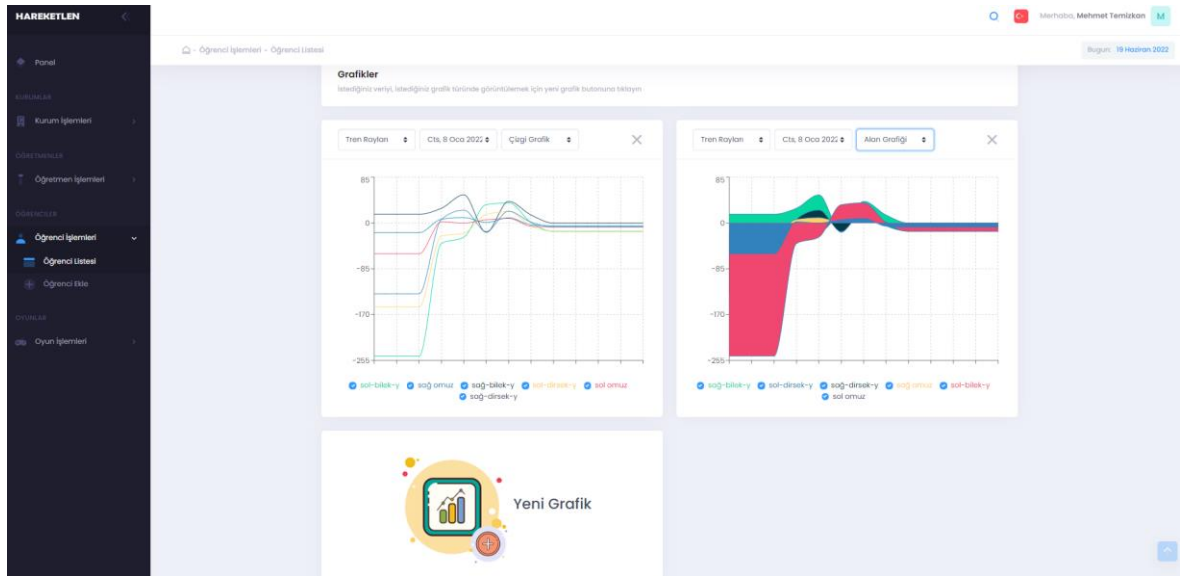 HAREKETLEN
Merhaba, Mehmet Temizkan M
- Öğrenci İşlemleri - Öğrenci Listesi
Bugün: 19 Haziran 2022
Panel
KURUMLAR
Kurum İşlemleri
ÖĞRETMENLER
Öğretmen İşlemleri
ÖĞRENCİLER
Öğrenci İşlemleri
Öğrenci Listesi
Öğrenci Ekle
OYUNLAR
Oyun İşlemleri
Grafikler
İstediğiniz veriyi, istediğiniz grafik türünde görüntülemek için yeni grafik butonuna tıklayın
Tren Rayları Cts, 8 Oca 2022 Çizgi Grafik
85
0
-85
-170
-255
sol-bilek-y sağ omuz sağ-bilek-y sol-dirsek-y sol omuz
sağ-dirsek-y
Tren Rayları Cts, 8 Oca 2022 Alan Grafiği
85
0
-85
-170
-255
sağ-bilek-y sol-dirsek-y sağ-dirsek-y sağ omuz sol-bilek-y
sol omuz
Yeni Grafik